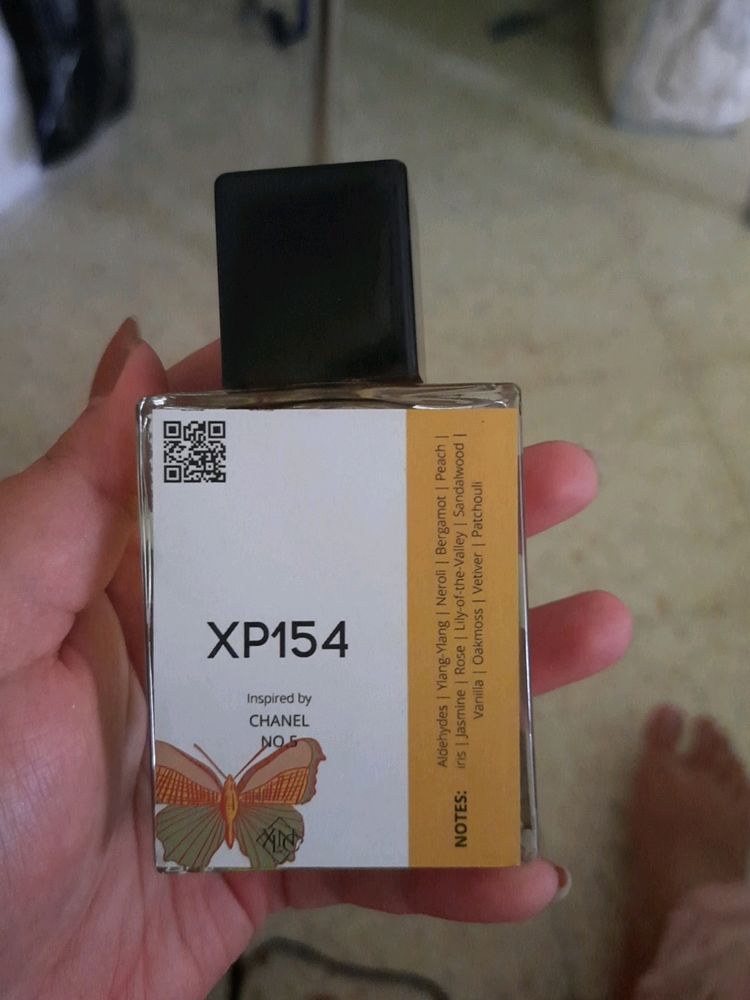 XP154
Inspired by
CHANEL
NO.5
NOTES:
Aldehydes | Ylang-Ylang | Neroli | Bergamot | Peach |
Iris | Jasmine | Rose | Lily-of-the-Valley | Sandalwood |
Vanilla | Oakmoss | Vetiver | Patchouli